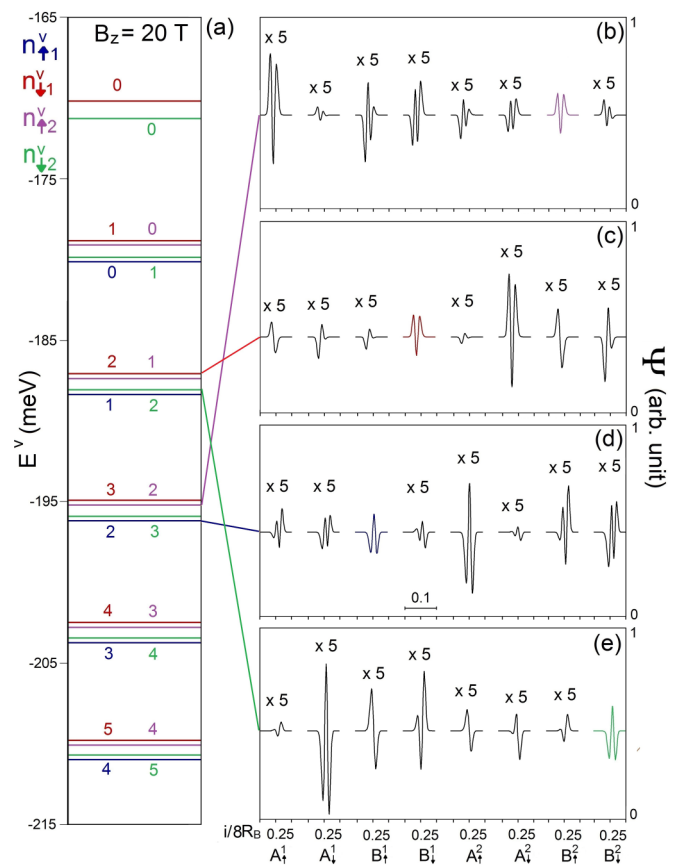 -165
B_z = 20 T
(a)
n^v_↑1
n^v_↓1
n^v_↑2
n^v_↓2
0
0
-175
1 0
0 1
-185
2 1
1 2
E^v (meV)
-195
3 2
2 3
4 3
-205
3 4
5 4
4 5
-215
(b)
1
x 5
x 5
x 5
x 5
x 5
x 5
x 5
0
(c)
1
x 5
x 5
x 5
x 5
x 5
x 5
x 5
0
Ψ (arb. unit)
(d)
1
x 5
x 5
x 5
x 5
x 5
x 5
x 5
0.1
0
(e)
1
x 5
x 5
x 5
x 5
x 5
x 5
x 5
0
i/8R_B 0.25 0.25 0.25 0.25 0.25 0.25 0.25 0.25
A^1_↑ A^1_↓ B^1_↑ B^1_↓ A^2_↑ A^2_↓ B^2_↑ B^2_↓